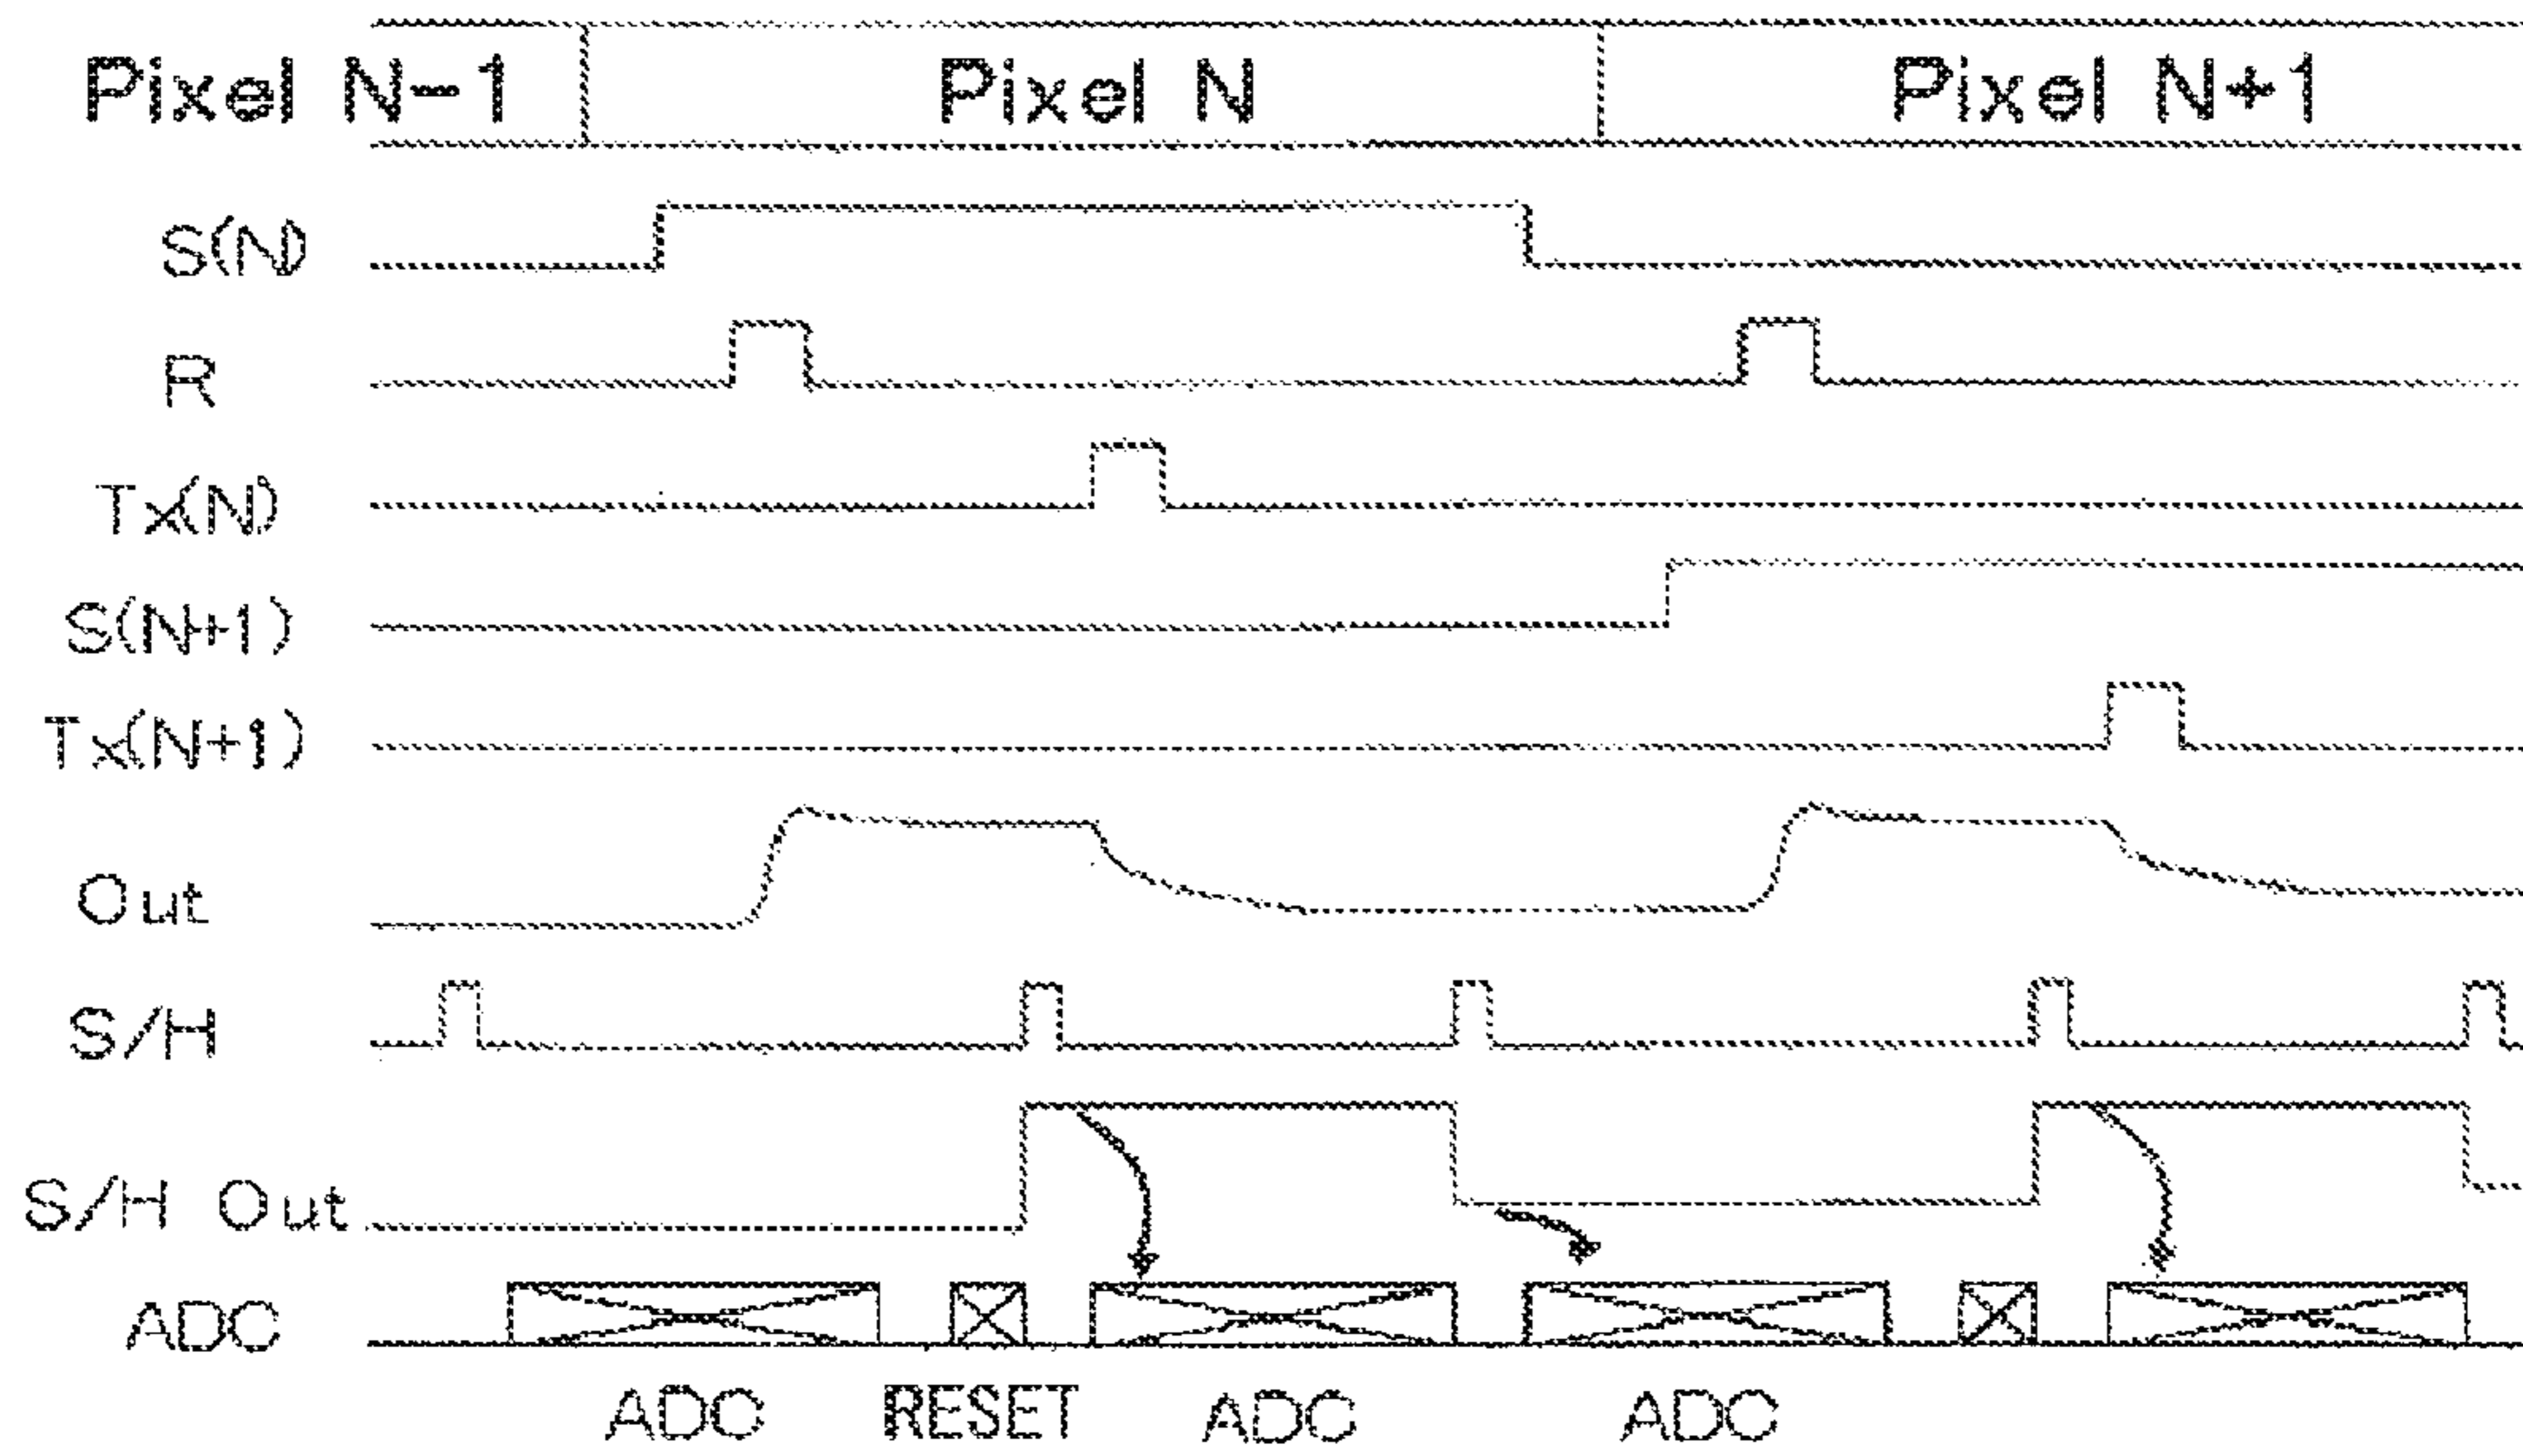 Pixel N-1 Pixel N Pixel N+1
S(N)
R
Tx(N)
S(N+1)
Tx(N+1)
Out
S/H
S/H Out
ADC
ADC RESET ADC ADC